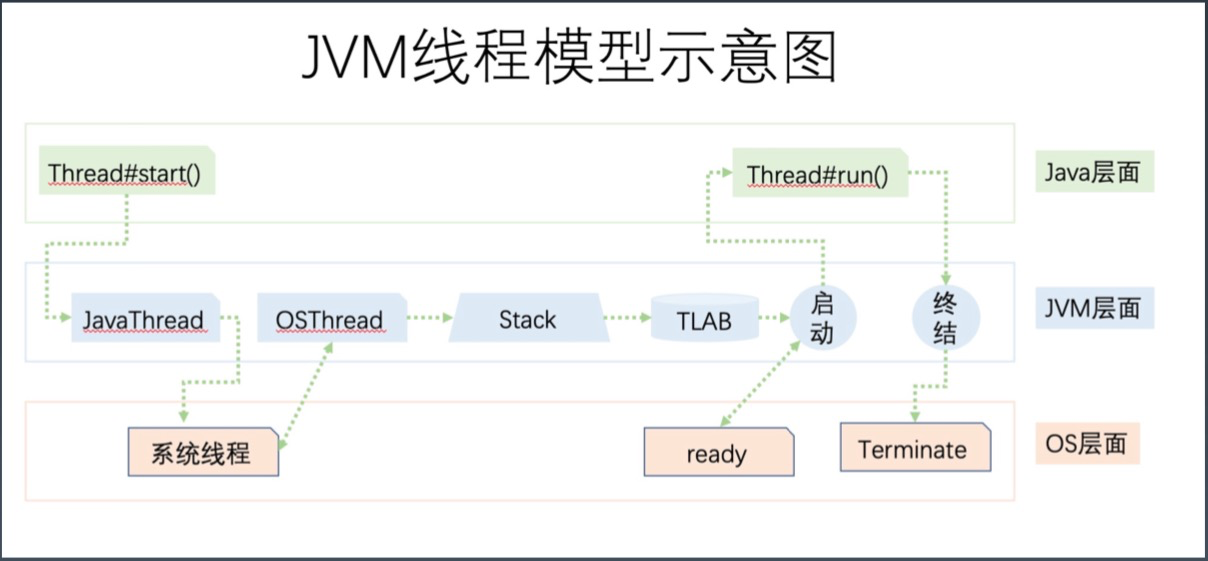 JVM线程模型示意图
Thread#start()
Thread#run()
Java层面
JavaThread
OSThread
Stack
TLAB
启
动
终
结
JVM层面
系统线程
ready
Terminate
OS层面